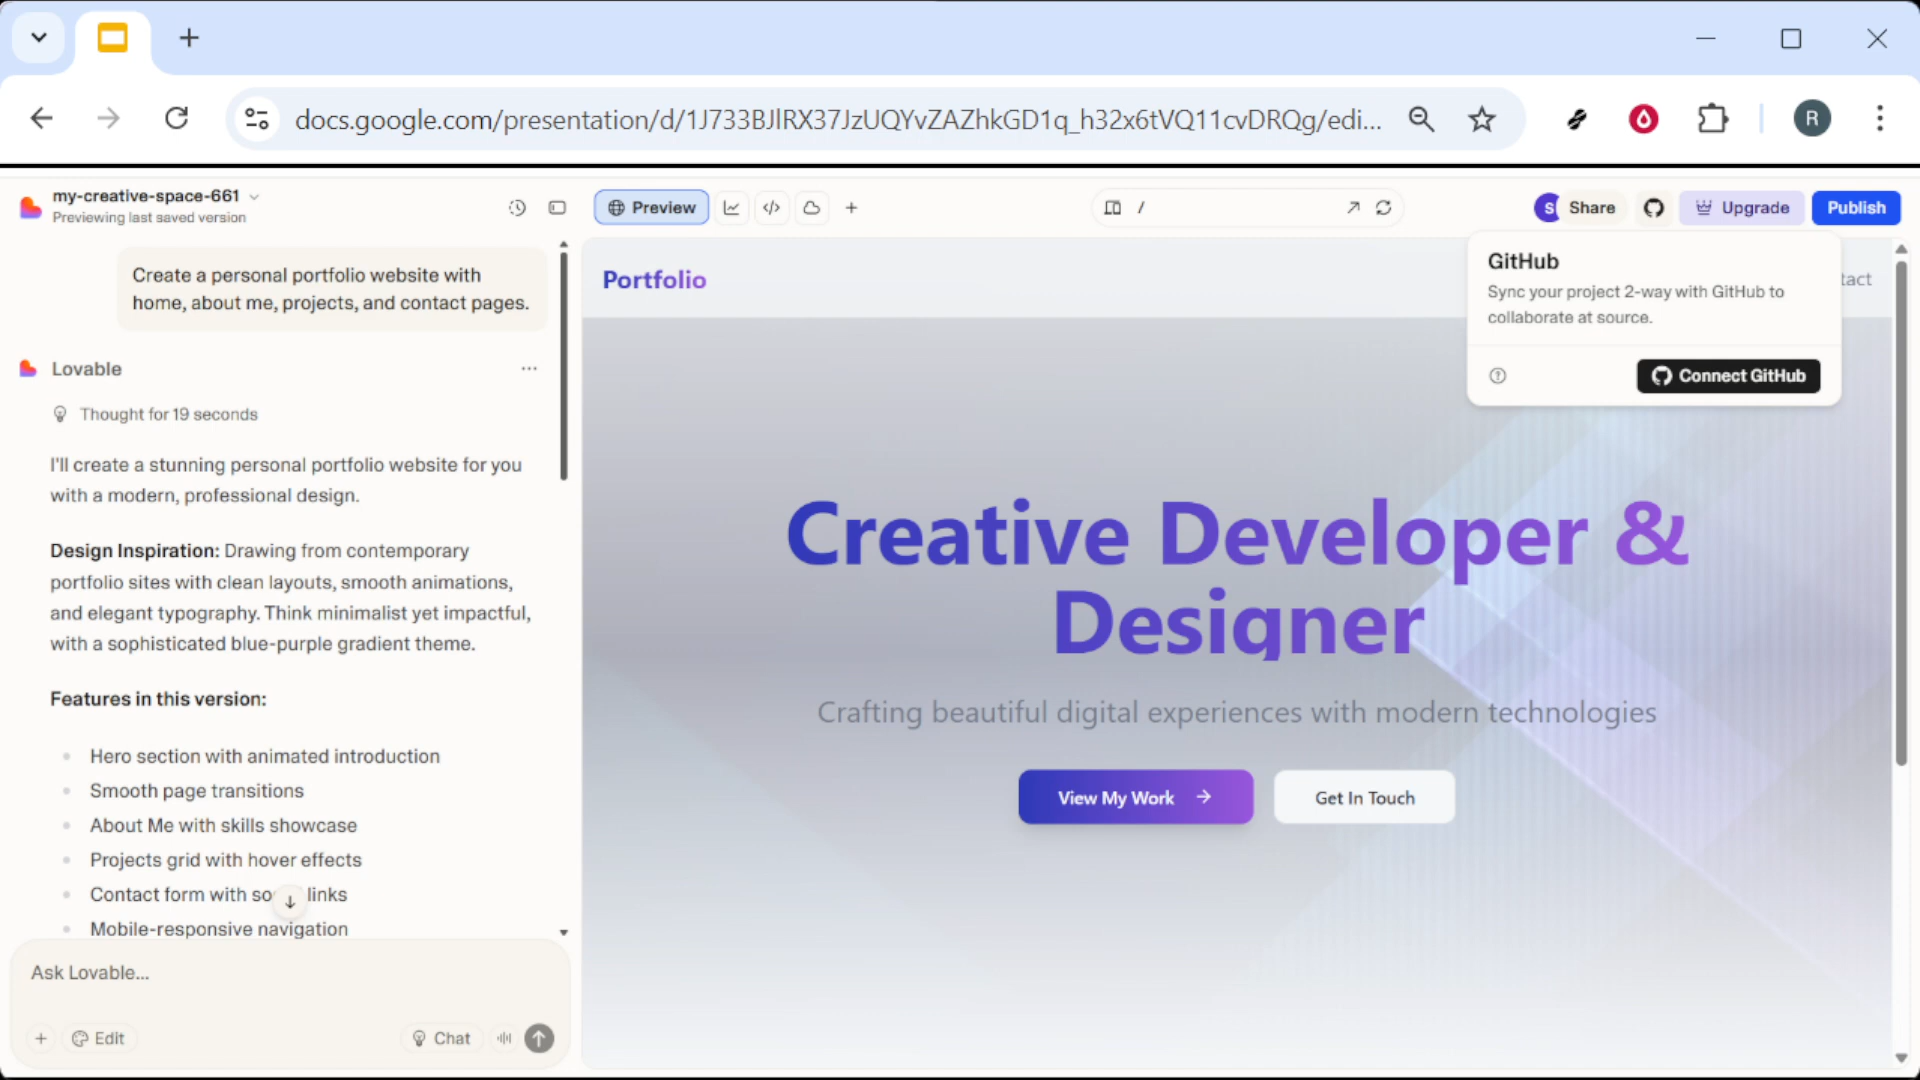 docs.google.com/presentation/d/1J733BJlRX37JzUQYvZAZhkGD1q_h32x6tVQ11cvDRQg/edi...
R
my-creative-space-661
Previewing last saved version
Preview
/
S
Share
Upgrade
Publish
Create a personal portfolio website with
home, about me, projects, and contact pages.
Lovable
Thought for 19 seconds
I'll create a stunning personal portfolio website for you
with a modern, professional design.
Design Inspiration: Drawing from contemporary
portfolio sites with clean layouts, smooth animations,
and elegant typography. Think minimalist yet impactful,
with a sophisticated blue-purple gradient theme.
Features in this version:
Hero section with animated introduction
Smooth page transitions
About Me with skills showcase
Projects grid with hover effects
Contact form with so links
Mobile-responsive navigation
Ask Lovable...
Edit
Chat
Portfolio
tact
GitHub
Sync your project 2-way with GitHub to
collaborate at source.
Connect GitHub
Creative Developer &
Designer
Crafting beautiful digital experiences with modern technologies
View My Work
Get In Touch